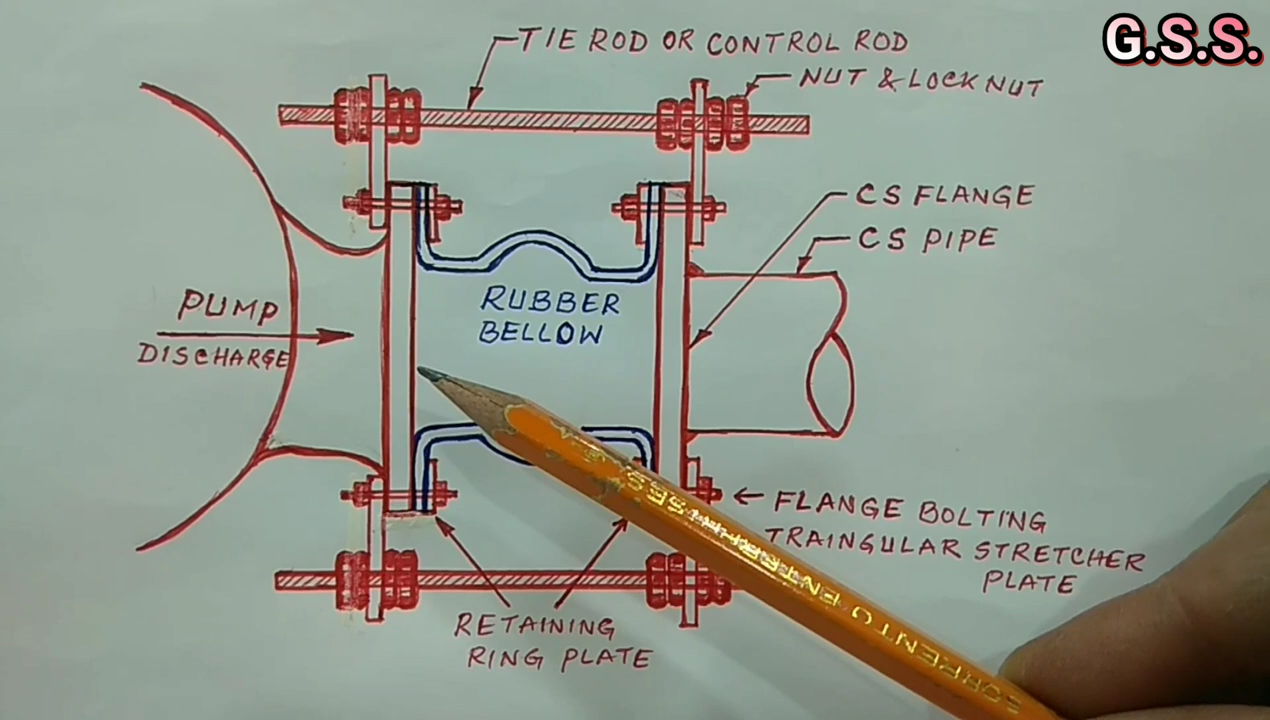 G.S.S.
TIE ROD OR CONTROL ROD
NUT & LOCK NUT
CS FLANGE
CS PIPE
RUBBER
BELLOW
PUMP
DISCHARGE
FLANGE BOLTING
TRAINGULAR STRETCHER
PLATE
RETAINING
RING PLATE